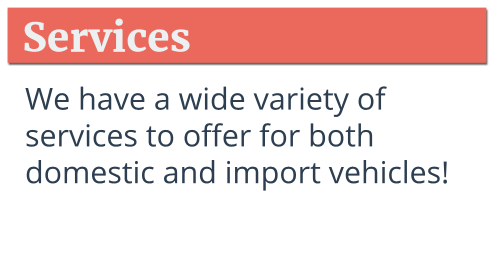 Services
We have a wide variety of
services to offer for both
domestic and import vehicles!